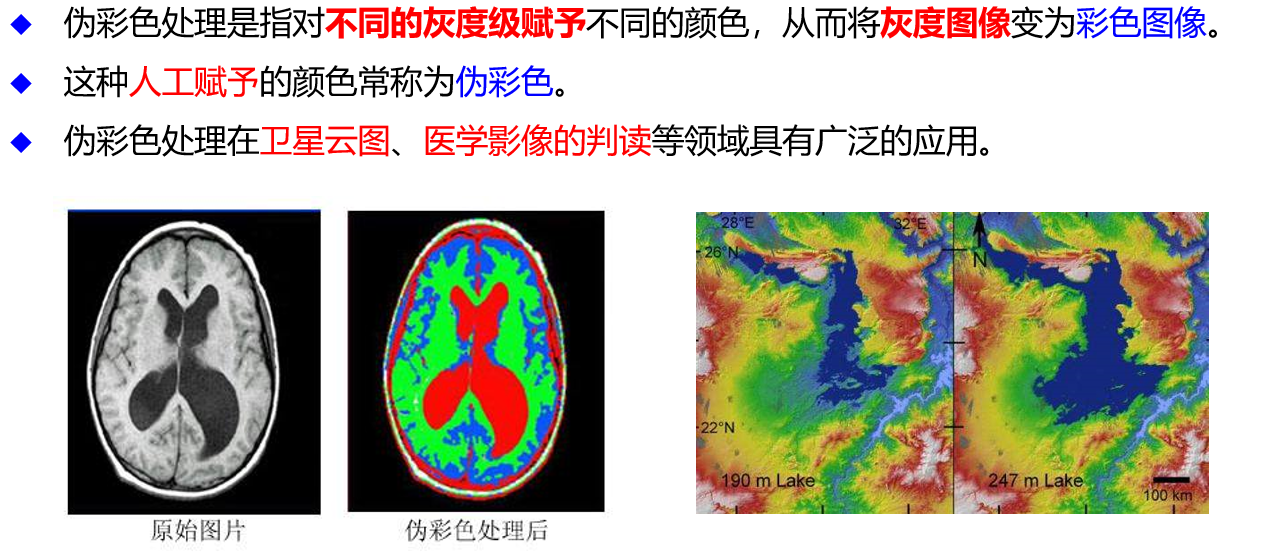 伪彩色处理是指对不同的灰度级赋予不同的颜色，从而将灰度图像变为彩色图像。
这种人工赋予的颜色常称为伪彩色。
伪彩色处理在卫星云图、医学影像的判读等领域具有广泛的应用。
28°E
32°E
26°N
N
22°N
190 m Lake
247 m Lake
100 km
原始图片
伪彩色处理后